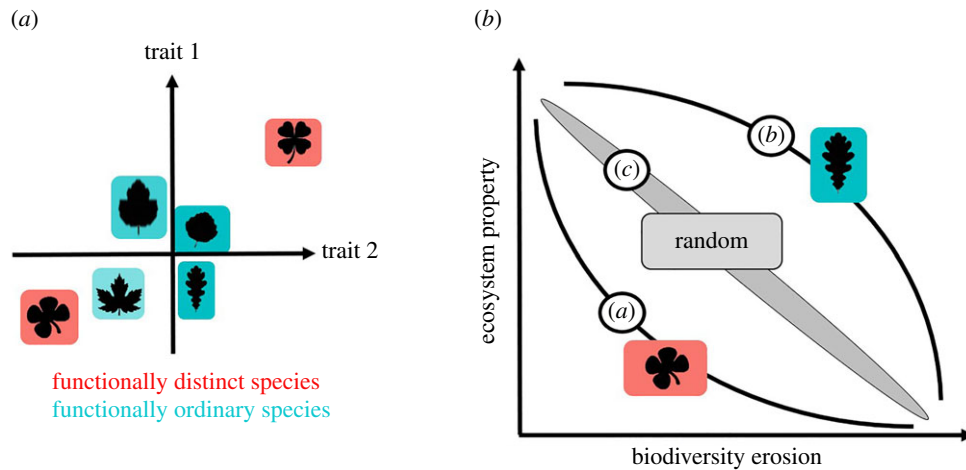 (a)
trait 1
trait 2
functionally distinct species
functionally ordinary species
(b)
ecosystem property
(b)
(c)
random
(a)
biodiversity erosion